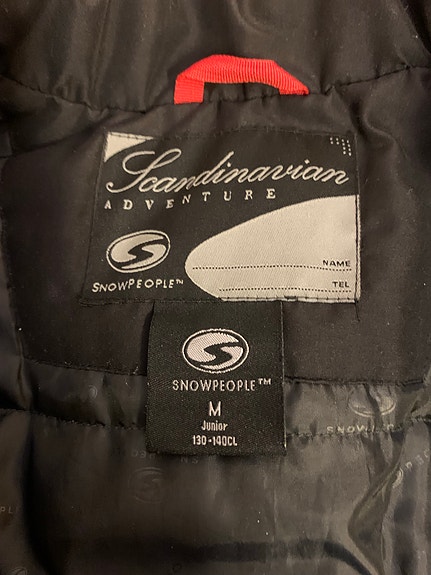 Scandinavian
ADVENTURE
SNOWPEOPLE™
NAME
TEL
SNOWPEOPLE™
M
Junior
130-140CL